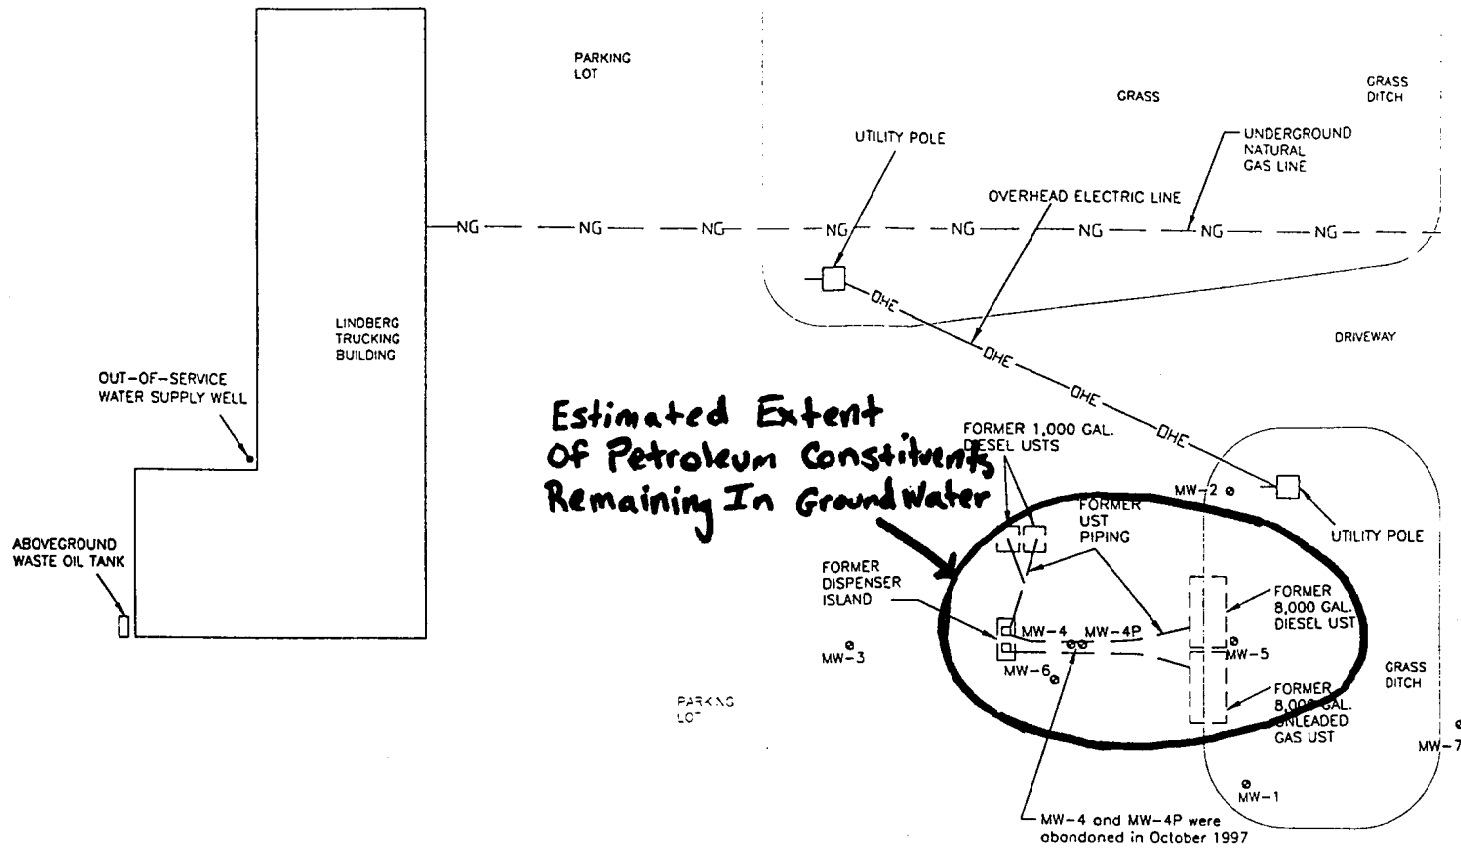 PARKING
LOT
GRASS
GRASS
DITCH
UTILITY POLE
UNDERGROUND
NATURAL
GAS LINE
OVERHEAD ELECTRIC LINE
NG NG NG NG NG NG NG NG
OHE
OHE
OHE
OHE
LINDBERG
TRUCKING
BUILDING
DRIVEWAY
OUT-OF-SERVICE
WATER SUPPLY WELL
Estimated Extent
Of Petroleum Constituents
Remaining In Ground Water
FORMER 1,000 GAL.
DIESEL USTS
MW-2
FORMER
UST
PIPING
UTILITY POLE
ABOVEGROUND
WASTE OIL TANK
FORMER
DISPENSER
ISLAND
FORMER
8,000 GAL.
DIESEL UST
MW-4 MW-4P
MW-5
MW-3
MW-6
GRASS
DITCH
PARKING
LOT
FORMER
8,000 GAL.
UNLEADED
GAS UST
MW-7
MW-1
MW-4 and MW-4P were
abandoned in October 1997